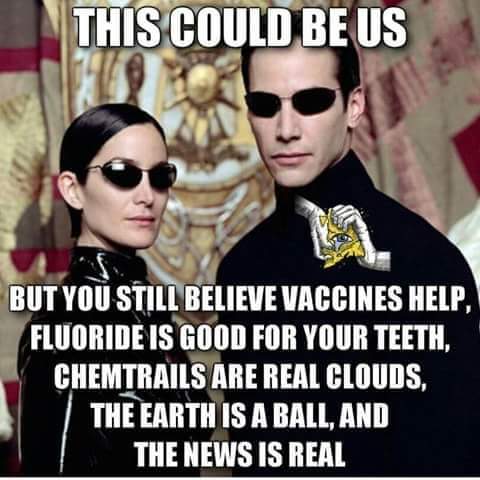 THIS COULD BE US
BUT YOU STILL BELIEVE VACCINES HELP,
FLUORIDE IS GOOD FOR YOUR TEETH,
CHEMTRAILS ARE REAL CLOUDS,
THE EARTH IS A BALL, AND
THE NEWS IS REAL